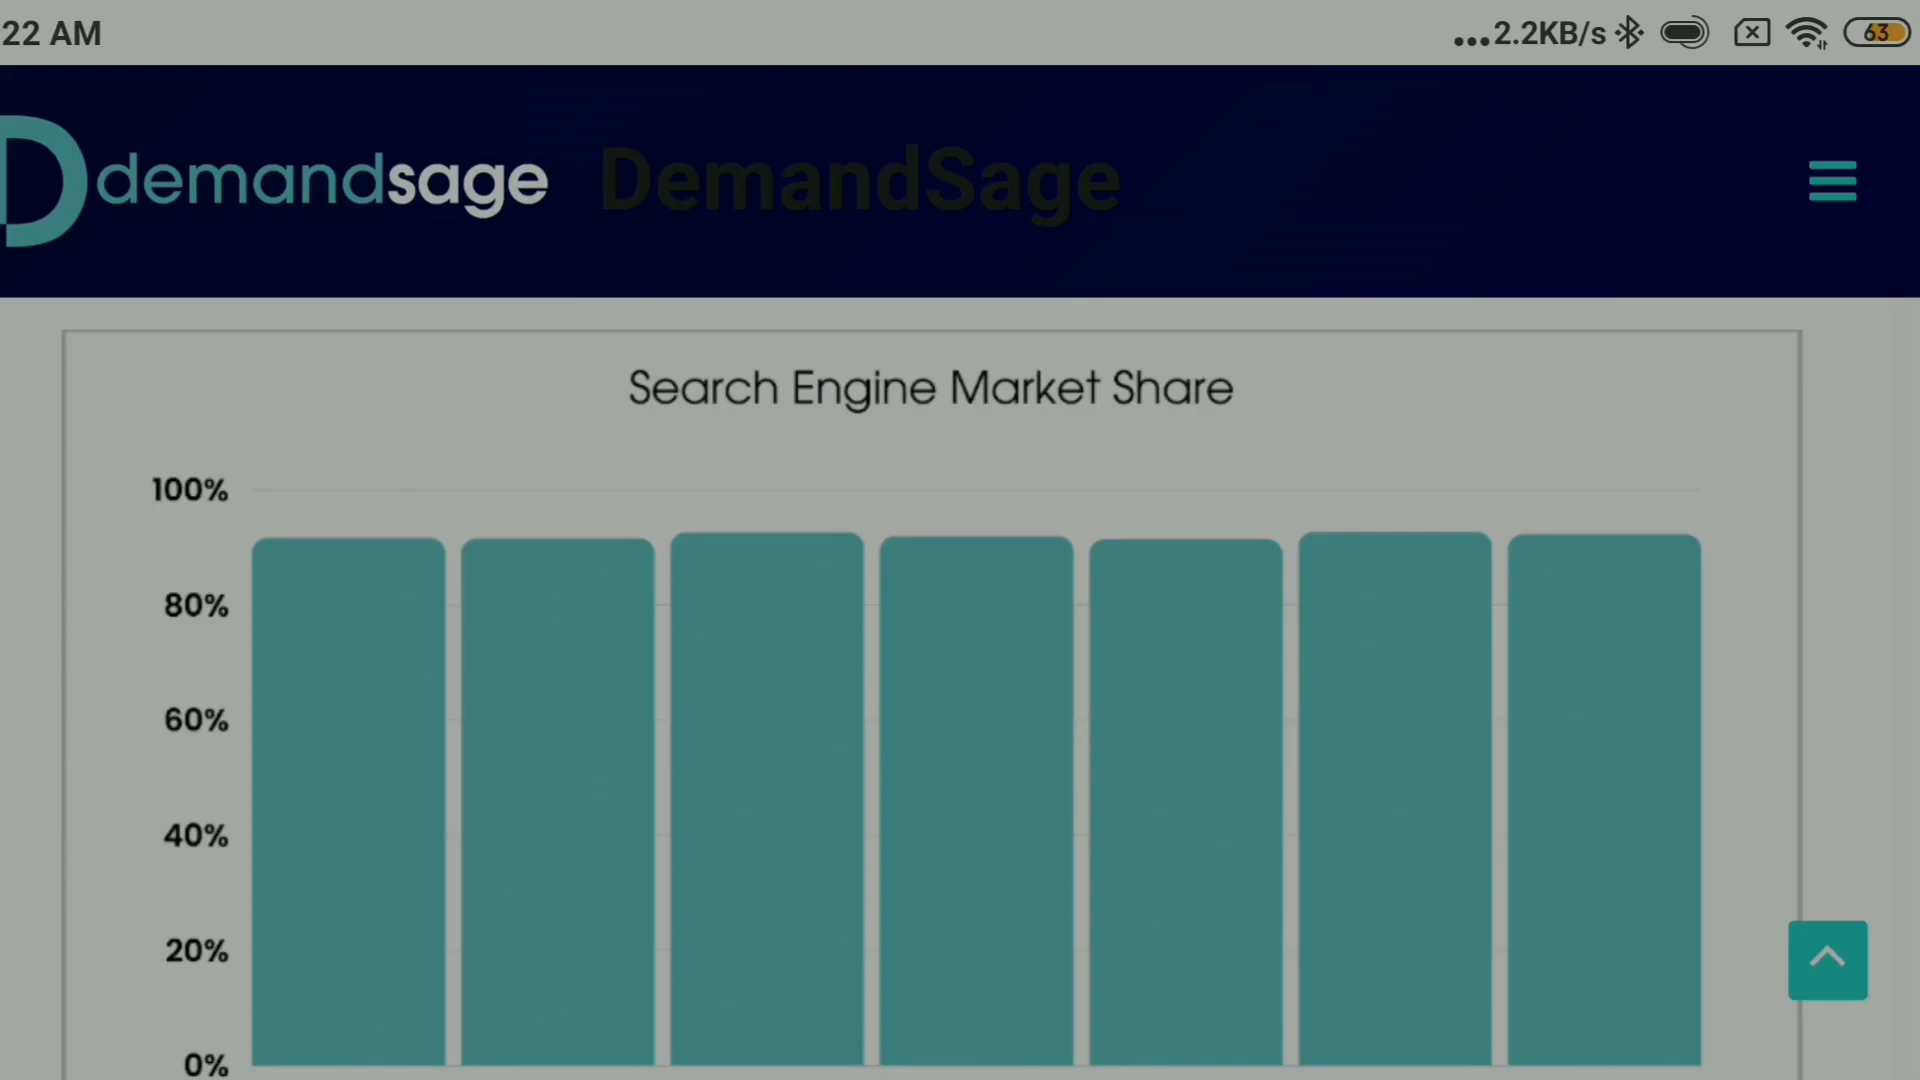 22 AM
...2.2KB/s
63
demandsage
DemandSage
Search Engine Market Share
100%
80%
60%
40%
20%
0%